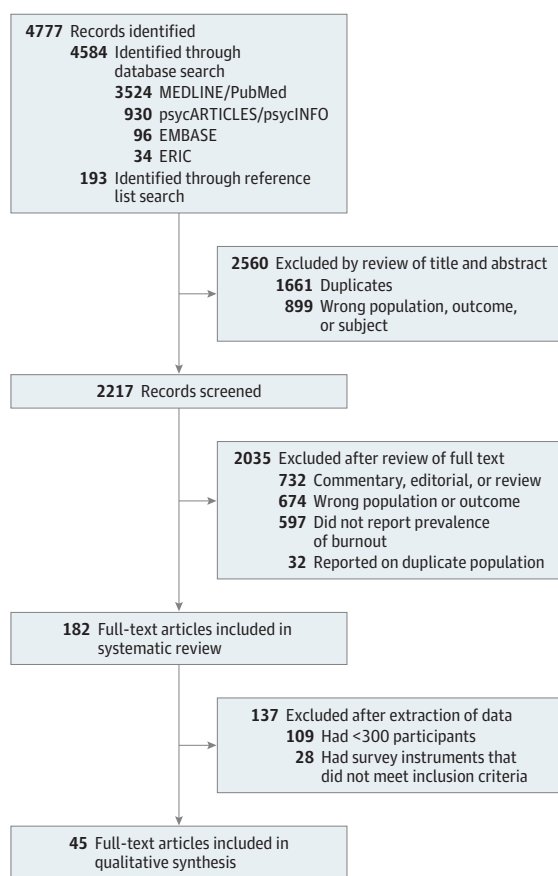 4777 Records identified
4584 Identified through
database search
3524 MEDLINE/PubMed
930 psycARTICLES/psycINFO
96 EMBASE
34 ERIC
193 Identified through reference
list search
2560 Excluded by review of title and abstract
1661 Duplicates
899 Wrong population, outcome,
or subject
2217 Records screened
2035 Excluded after review of full text
732 Commentary, editorial, or review
674 Wrong population or outcome
597 Did not report prevalence
of burnout
32 Reported on duplicate population
182 Full-text articles included in
systematic review
137 Excluded after extraction of data
109 Had <300 participants
28 Had survey instruments that
did not meet inclusion criteria
45 Full-text articles included in
qualitative synthesis